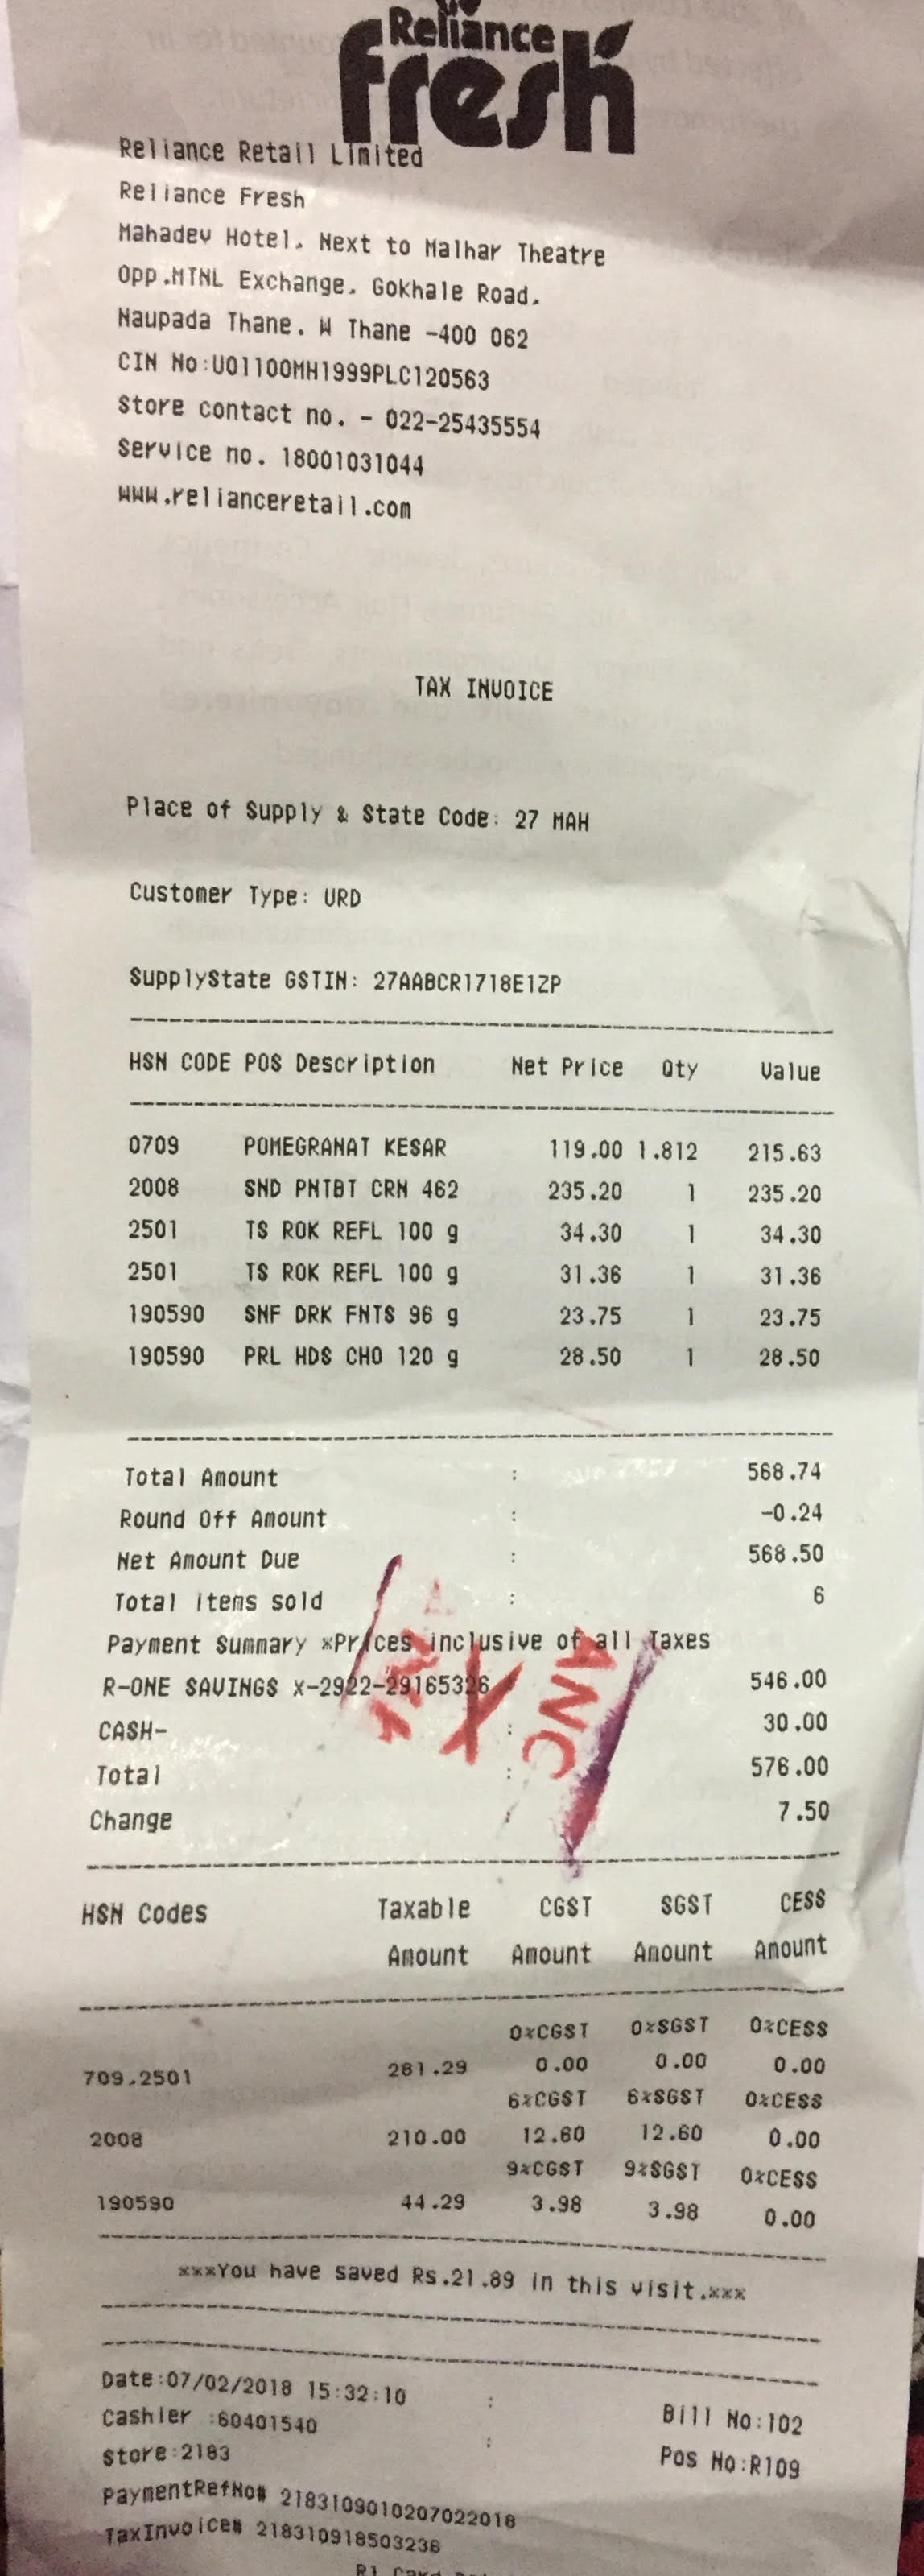 Reliance
fresh
Reliance Retail Limited
Reliance Fresh
Mahadev Hotel. Next to Malhar Theatre
Opp.MTNL Exchange. Gokhale Road.
Naupada Thane. W Thane -400 062
CIN No:U01100MH1999PLC120563
Store contact no. - 022-25435554
Service no. 18001031044
www.relianceretail.com
TAX INVOICE
Place of Supply & State Code: 27 MAH
Customer Type: URD
SupplyState GSTIN: 27AABCR1718E1ZP
HSN CODE POS Description Net Price Qty Value
0709 POMEGRANAT KESAR 119.00 1.812 215.63
2008 SND PNTBT CRN 462 235.20 1 235.20
2501 TS ROK REFL 100 g 34.30 1 34.30
2501 TS ROK REFL 100 g 31.36 1 31.36
190590 SNF DRK FNTS 96 g 23.75 1 23.75
190590 PRL HDS CHO 120 g 28.50 1 28.50
Total Amount : 568.74
Round Off Amount : -0.24
Net Amount Due : 568.50
Total items sold : 6
Payment Summary *Prices inclusive of all Taxes
R-ONE SAVINGS X-2922-29165326 546.00
CASH- : 30.00
Total : 576.00
Change : 7.50
HSN Codes Taxable CGST SGST CESS
Amount Amount Amount Amount
0%CGST 0%SGST 0%CESS
709.2501 281.29 0.00 0.00 0.00
6%CGST 6%SGST 0%CESS
2008 210.00 12.60 12.60 0.00
9%CGST 9%SGST 0%CESS
190590 44.29 3.98 3.98 0.00
***You have saved Rs.21.89 in this visit.***
Date:07/02/2018 15:32:10 :
Cashier :60401540 : Bill No:102
Store:2183 Pos No:R109
PaymentRefNo# 2183109010207022018
TaxInvoice# 218310918503236